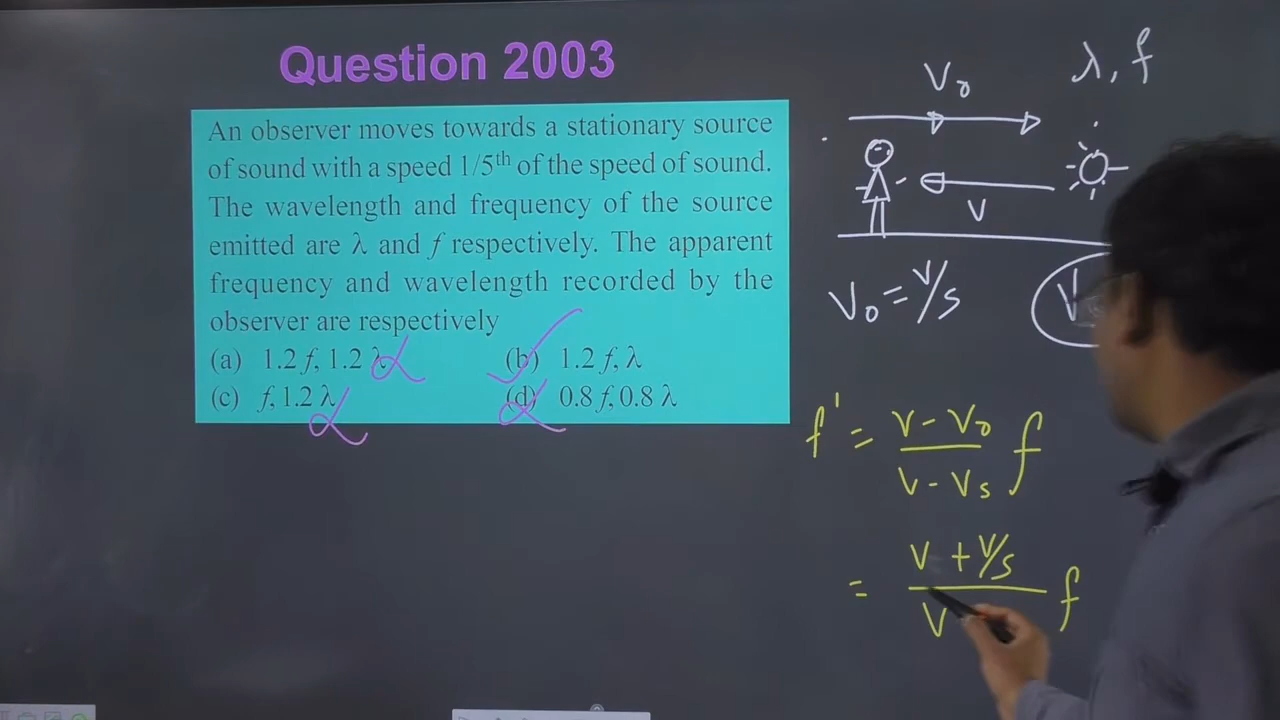 Question 2003
An observer moves towards a stationary source
of sound with a speed 1/5th of the speed of sound.
The wavelength and frequency of the source
emitted are λ and f respectively. The apparent
frequency and wavelength recorded by the
observer are respectively
(a) 1.2 f, 1.2 λ (b) 1.2 f, λ
(c) f, 1.2 λ (d) 0.8 f, 0.8 λ
V₀
λ, f
V
V₀ = V/5
f' = V - V₀ / V - Vs f
= V + V/5 / V f